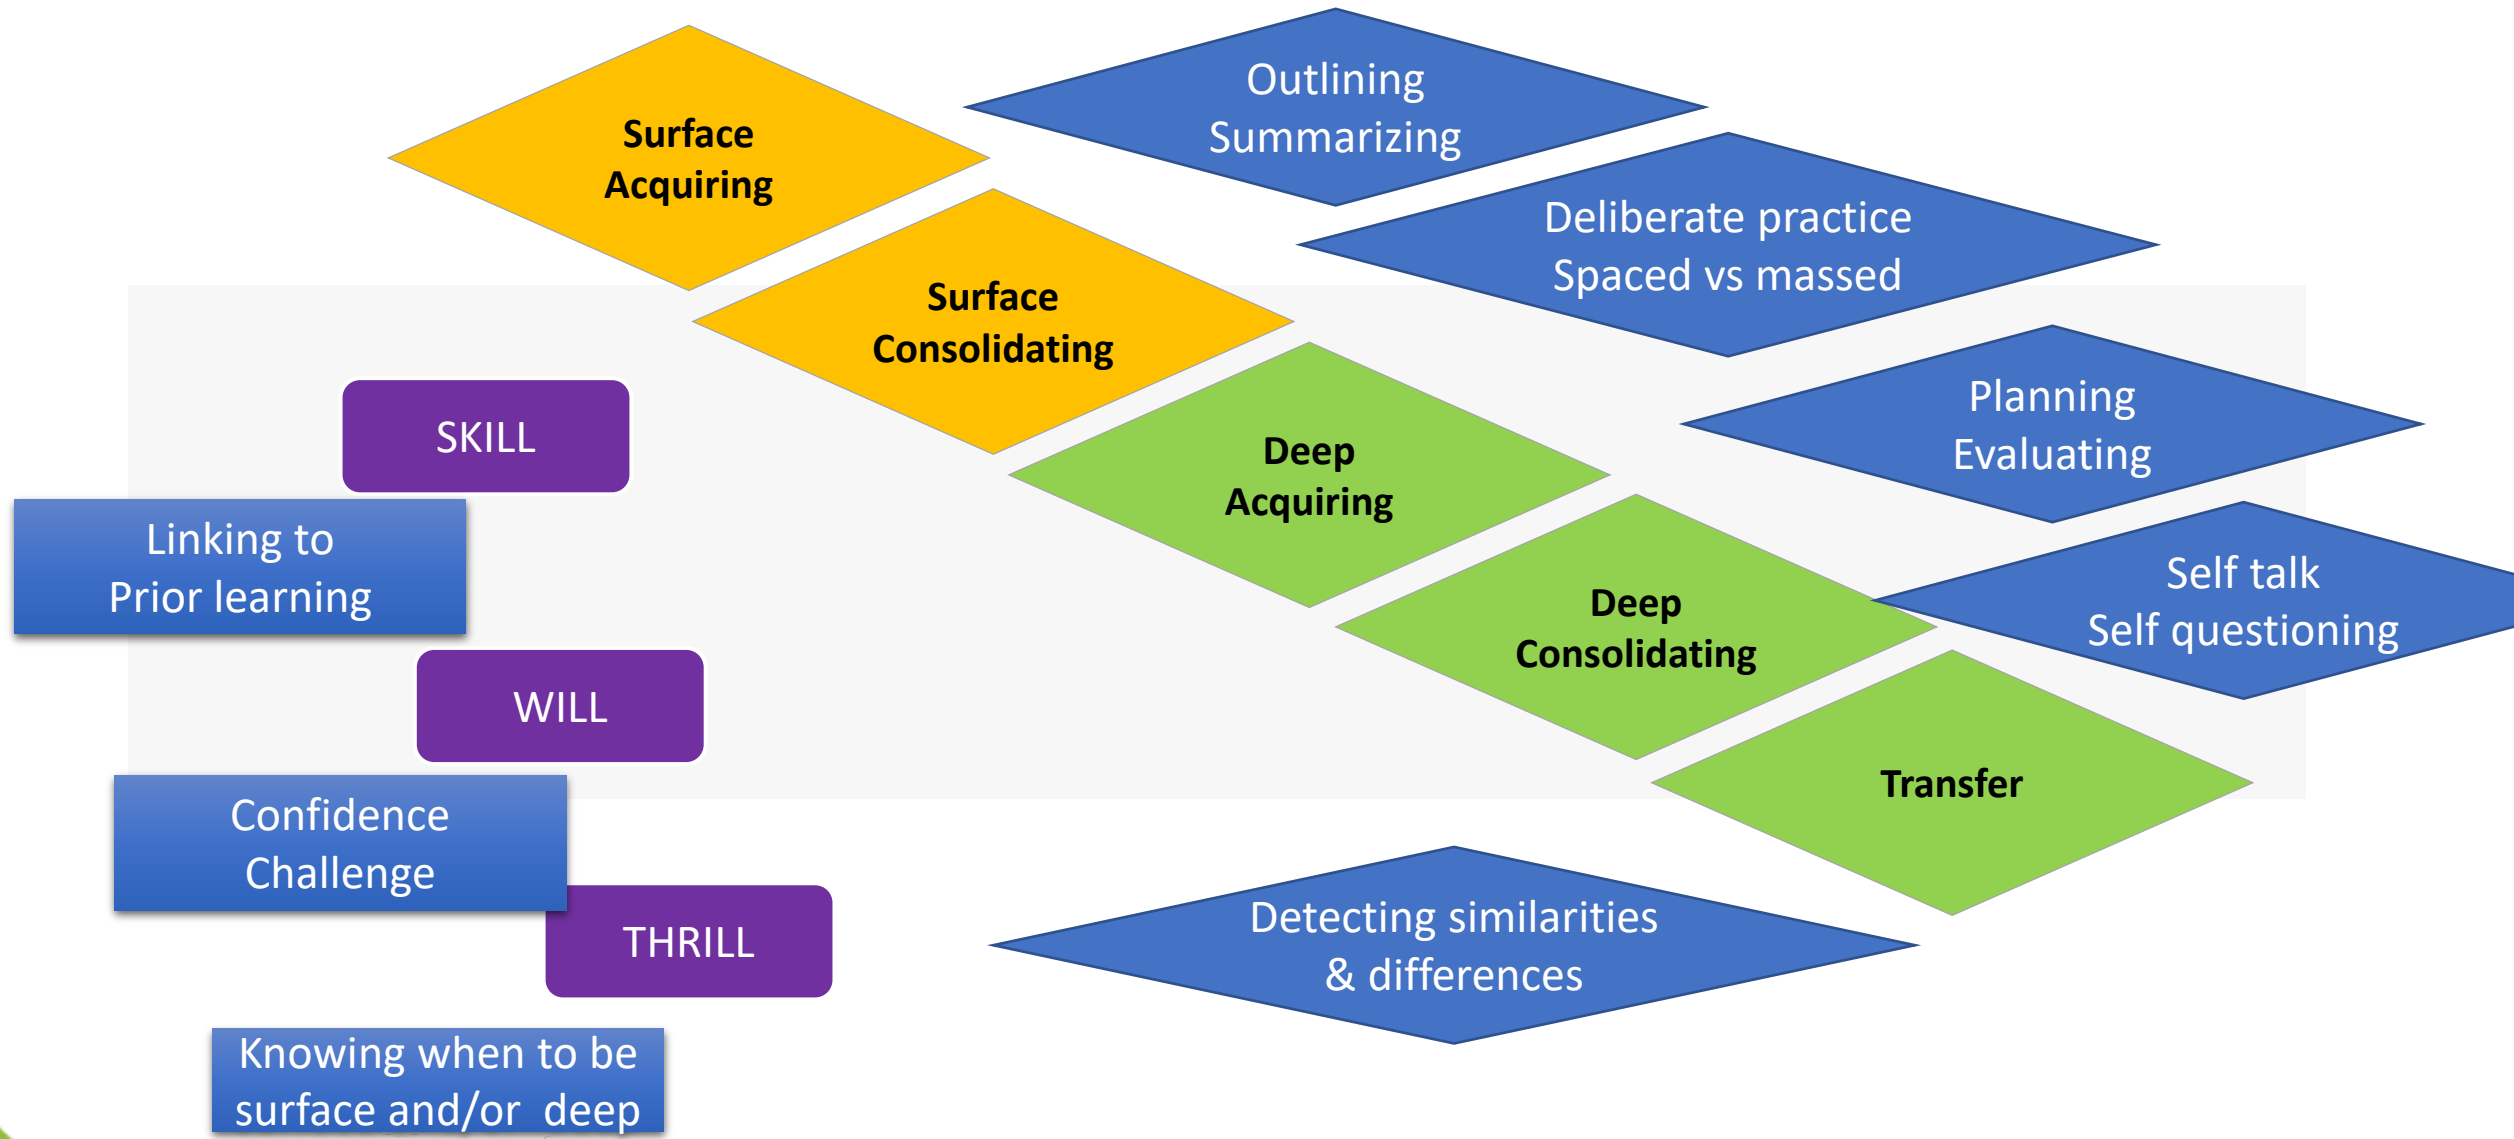 Surface
Acquiring
Outlining
Summarizing
Surface
Consolidating
Deliberate practice
Spaced vs massed
SKILL
Deep
Acquiring
Planning
Evaluating
Linking to
Prior learning
Deep
Consolidating
Self talk
Self questioning
WILL
Transfer
Confidence
Challenge
THRILL
Detecting similarities
& differences
Knowing when to be
surface and/or  deep